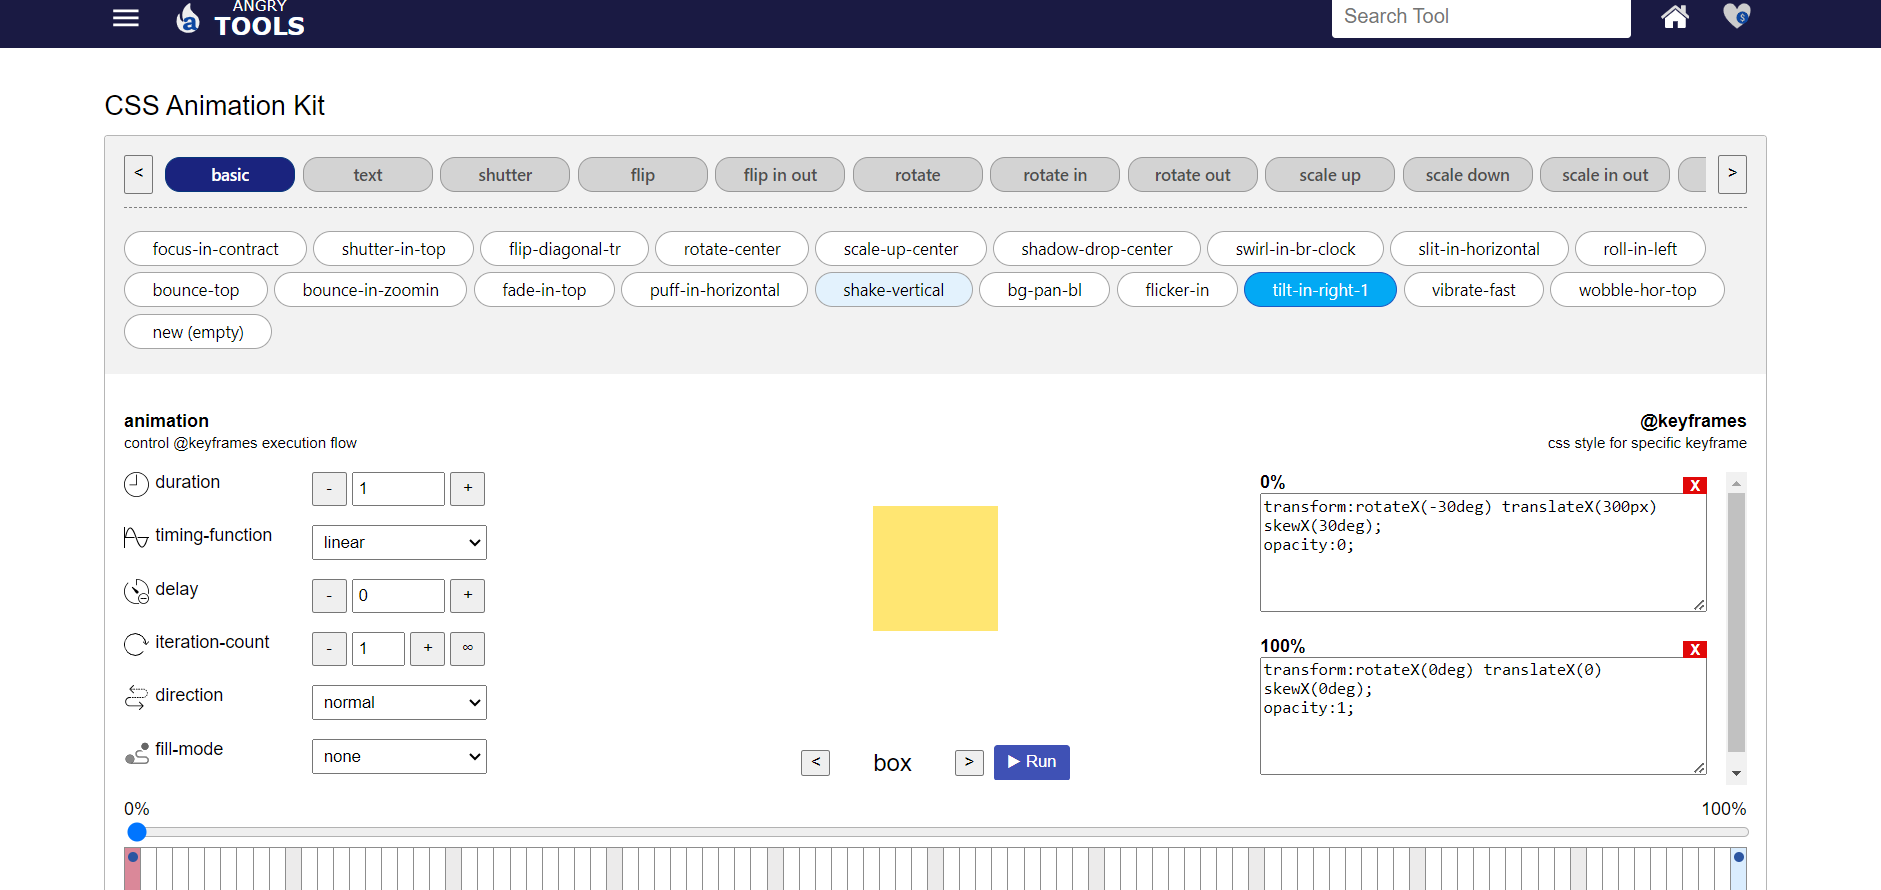 ANGRY
TOOLS
Search Tool
CSS Animation Kit
< basic text shutter flip flip in out rotate rotate in rotate out scale up scale down scale in out >
focus-in-contract shutter-in-top flip-diagonal-tr rotate-center scale-up-center shadow-drop-center swirl-in-br-clock slit-in-horizontal roll-in-left
bounce-top bounce-in-zoomin fade-in-top puff-in-horizontal shake-vertical bg-pan-bl flicker-in tilt-in-right-1 vibrate-fast wobble-hor-top
new (empty)
animation
control @keyframes execution flow
duration - 1 +
timing-function linear
delay - 0 +
iteration-count - 1 + ∞
direction normal
fill-mode none
< box > Run
@keyframes
css style for specific keyframe
0% X
transform:rotateX(-30deg) translateX(300px)
skewX(30deg);
opacity:0;
100% X
transform:rotateX(0deg) translateX(0)
skewX(0deg);
opacity:1;
0% 100%